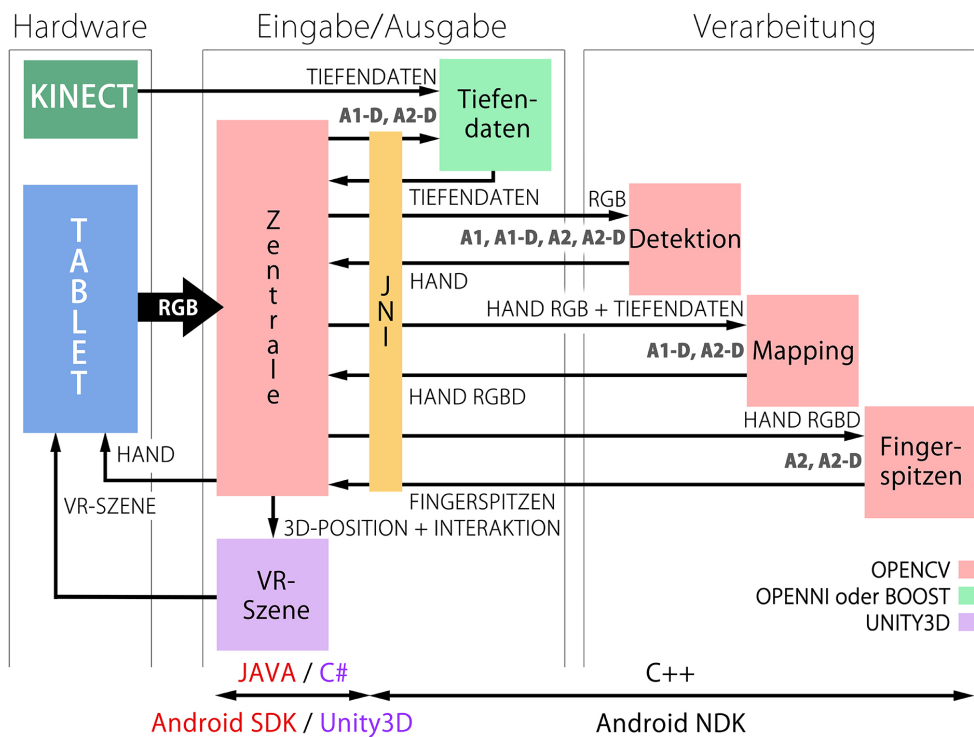 Hardware
Eingabe/Ausgabe
Verarbeitung
KINECT
TIEFENDATEN
Tiefen-
daten
A1-D, A2-D
TIEFENDATEN
TABLET
RGB
Zentrale
JNI
RGB
A1, A1-D, A2, A2-D
Detektion
HAND
HAND RGB + TIEFENDATEN
A1-D, A2-D
Mapping
HAND RGBD
HAND RGBD
A2, A2-D
Finger-
spitzen
FINGERSPITZEN
HAND
VR-SZENE
3D-POSITION + INTERAKTION
VR-
Szene
OPENCV
OPENNI oder BOOST
UNITY3D
JAVA / C#
C++
Android SDK / Unity3D
Android NDK